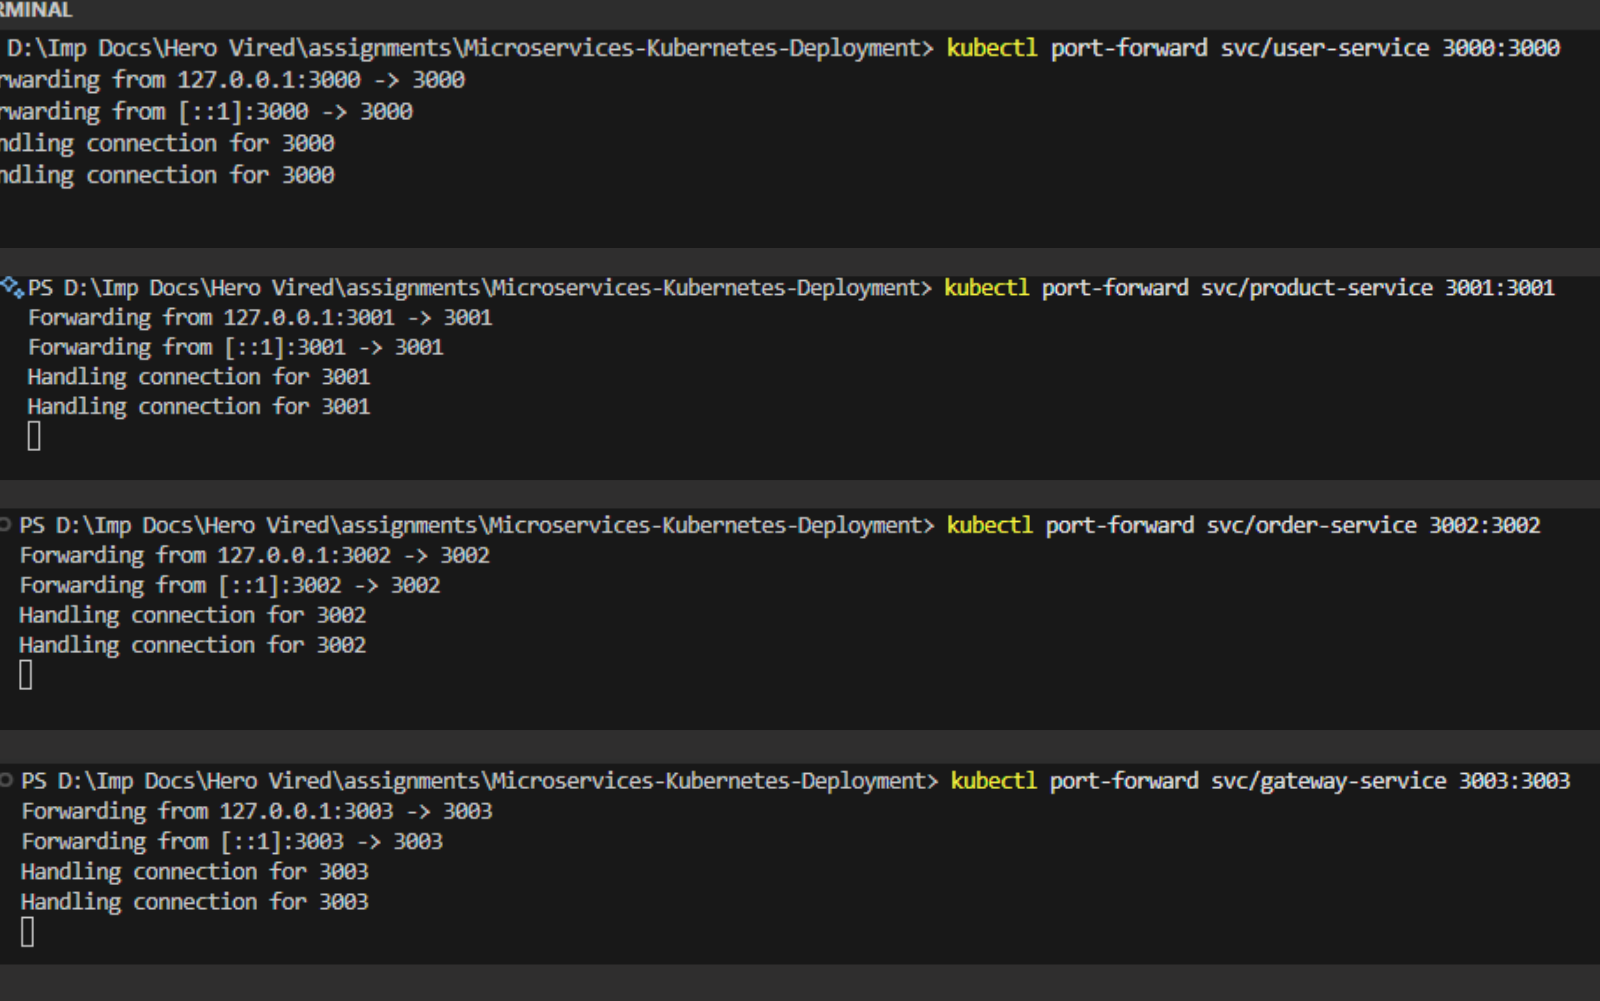 RMINAL
D:\Imp Docs\Hero Vired\assignments\Microservices-Kubernetes-Deployment> kubectl port-forward svc/user-service 3000:3000
rwarding from 127.0.0.1:3000 -> 3000
rwarding from [::1]:3000 -> 3000
ndling connection for 3000
ndling connection for 3000
PS D:\Imp Docs\Hero Vired\assignments\Microservices-Kubernetes-Deployment> kubectl port-forward svc/product-service 3001:3001
Forwarding from 127.0.0.1:3001 -> 3001
Forwarding from [::1]:3001 -> 3001
Handling connection for 3001
Handling connection for 3001
PS D:\Imp Docs\Hero Vired\assignments\Microservices-Kubernetes-Deployment> kubectl port-forward svc/order-service 3002:3002
Forwarding from 127.0.0.1:3002 -> 3002
Forwarding from [::1]:3002 -> 3002
Handling connection for 3002
Handling connection for 3002
PS D:\Imp Docs\Hero Vired\assignments\Microservices-Kubernetes-Deployment> kubectl port-forward svc/gateway-service 3003:3003
Forwarding from 127.0.0.1:3003 -> 3003
Forwarding from [::1]:3003 -> 3003
Handling connection for 3003
Handling connection for 3003